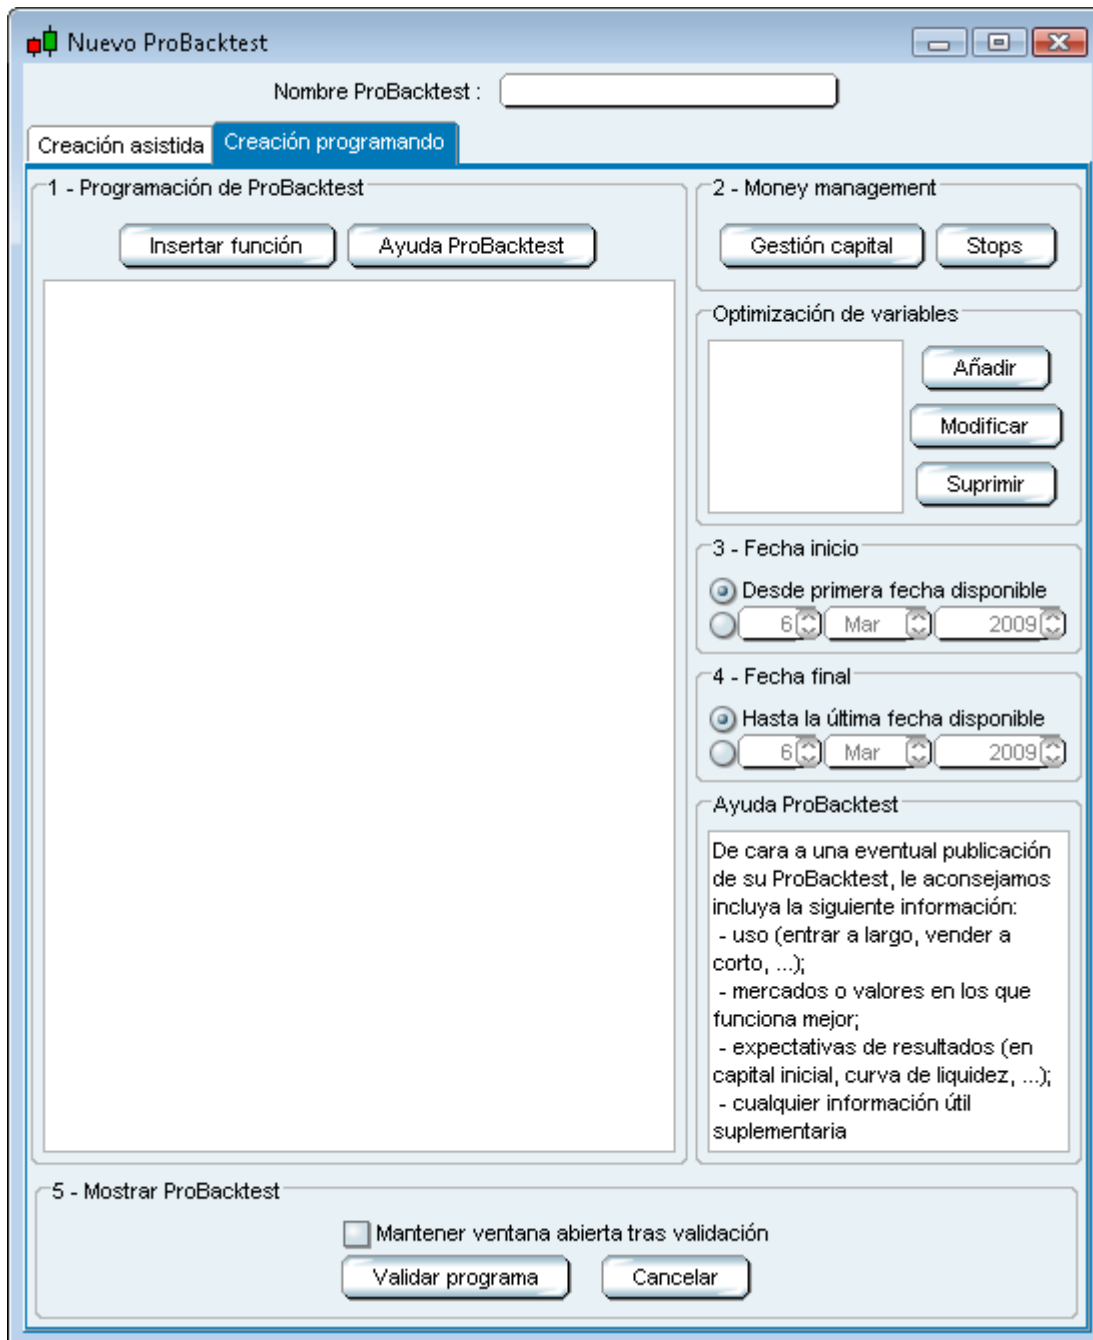 Nuevo ProBacktest
Nombre ProBacktest :
Creación asistida
Creación programando
1 - Programación de ProBacktest
Insertar función
Ayuda ProBacktest
2 - Money management
Gestión capital
Stops
Optimización de variables
Añadir
Modificar
Suprimir
3 - Fecha inicio
Desde primera fecha disponible
6 Mar 2009
4 - Fecha final
Hasta la última fecha disponible
6 Mar 2009
Ayuda ProBacktest
De cara a una eventual publicación
de su ProBacktest, le aconsejamos
incluya la siguiente información:
- uso (entrar a largo, vender a
corto, ...);
- mercados o valores en los que
funciona mejor;
- expectativas de resultados (en
capital inicial, curva de liquidez, ...);
- cualquier información útil
suplementaria
5 - Mostrar ProBacktest
Mantener ventana abierta tras validación
Validar programa
Cancelar